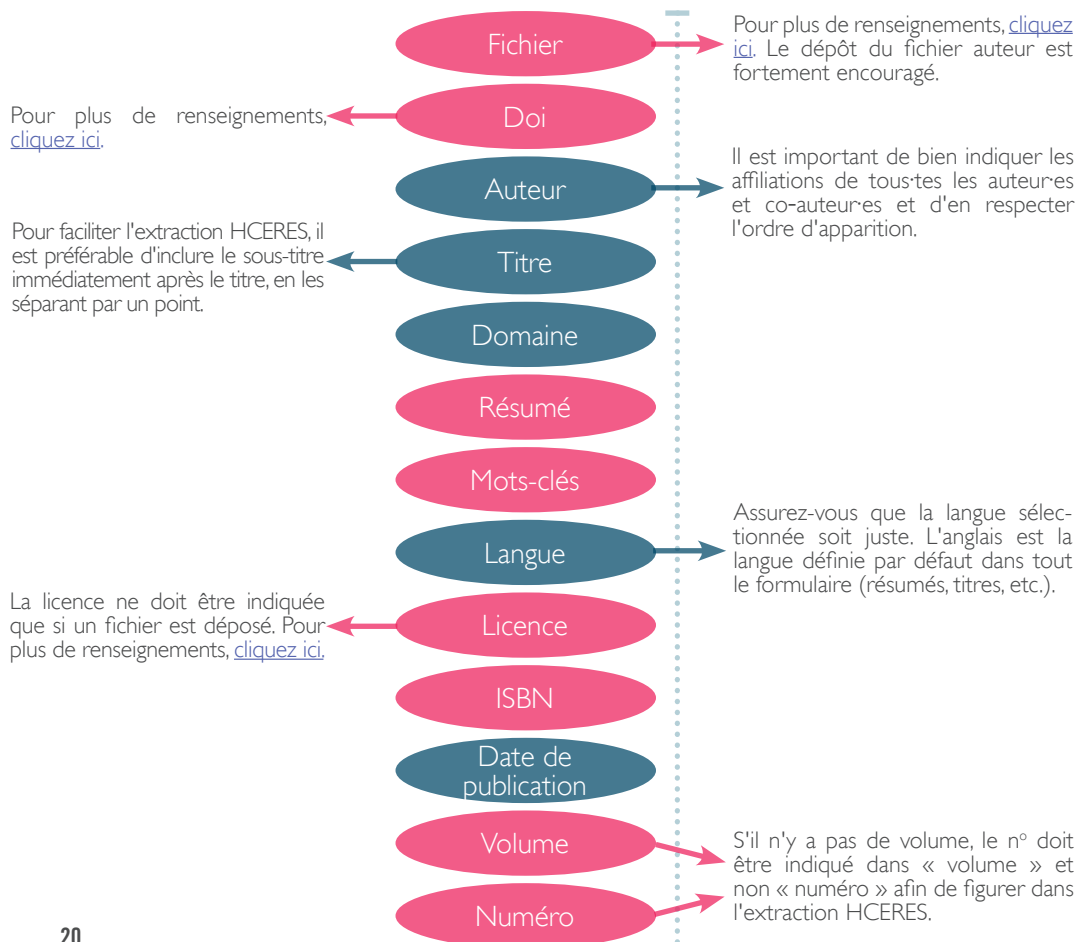 Fichier
Pour plus de renseignements, cliquez
ici. Le dépôt du fichier auteur est
fortement encouragé.
Pour plus de renseignements,
cliquez ici.
Doi
Auteur
Il est important de bien indiquer les
affiliations de tous·tes les auteur·es
et co-auteur·es et d'en respecter
l'ordre d'apparition.
Pour faciliter l'extraction HCERES, il
est préférable d'inclure le sous-titre
immédiatement après le titre, en les
séparant par un point.
Titre
Domaine
Résumé
Mots-clés
Langue
Assurez-vous que la langue sélec-
tionnée soit juste. L'anglais est la
langue définie par défaut dans tout
le formulaire (résumés, titres, etc.).
La licence ne doit être indiquée
que si un fichier est déposé. Pour
plus de renseignements, cliquez ici.
Licence
ISBN
Date de
publication
Volume
Numéro
S'il n'y a pas de volume, le n° doit
être indiqué dans « volume » et
non « numéro » afin de figurer dans
l'extraction HCERES.
20